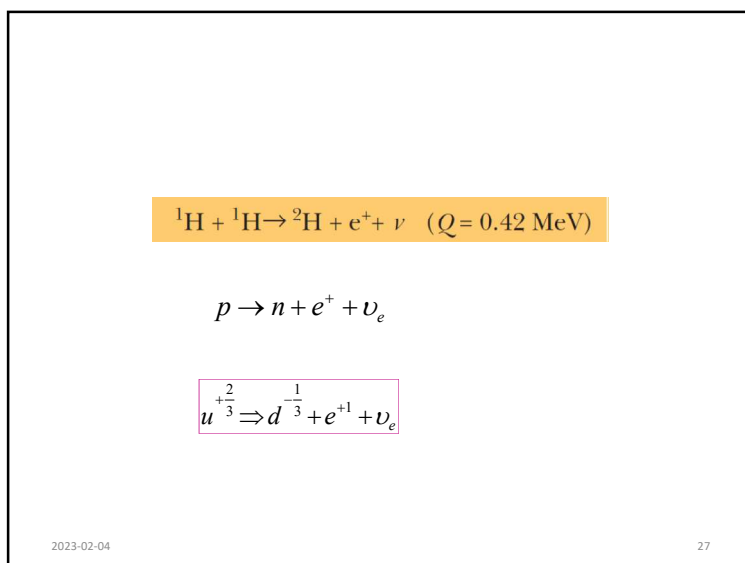 ¹H + ¹H → ²H + e⁺ + ν (Q = 0.42 MeV)
p → n + e⁺ + υₑ
u^{+2/3} ⇒ d^{-1/3} + e^{+1} + υₑ
2023-02-04 27